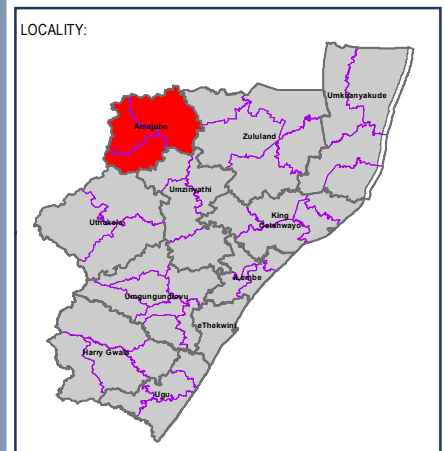 LOCALITY:
Umkhanyakude
Amajuba
Zululand
Umzinyathi
King
Cetshwayo
Uthukela
iLembe
Umgungundlovu
eThekwini
Harry Gwala
Ugu